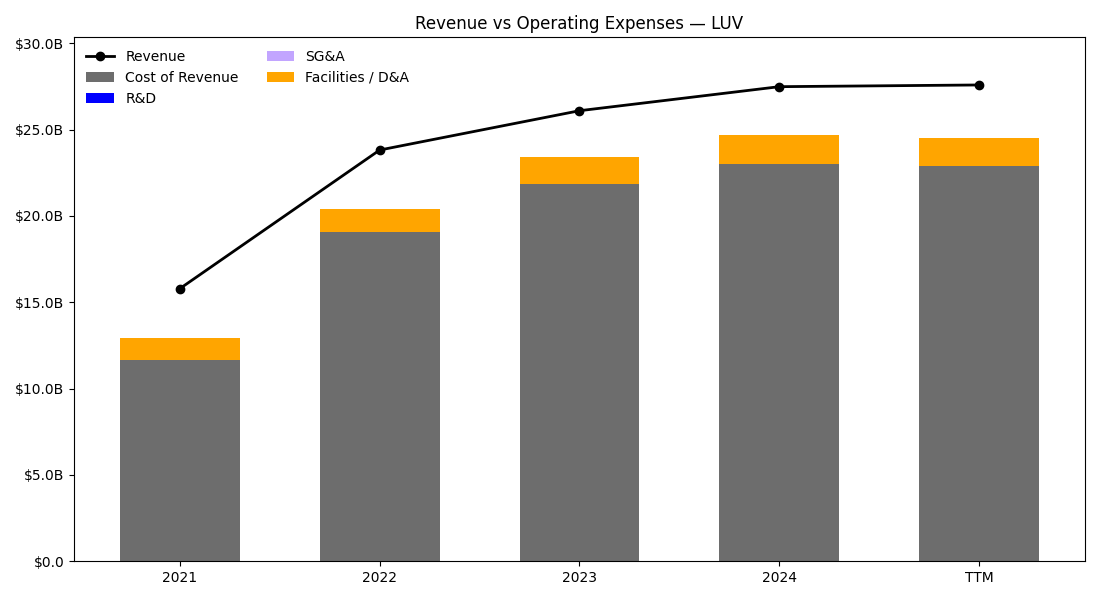 Revenue vs Operating Expenses — LUV
Revenue
Cost of Revenue
R&D
SG&A
Facilities / D&A
$30.0B
$25.0B
$20.0B
$15.0B
$10.0B
$5.0B
$0.0
2021
2022
2023
2024
TTM